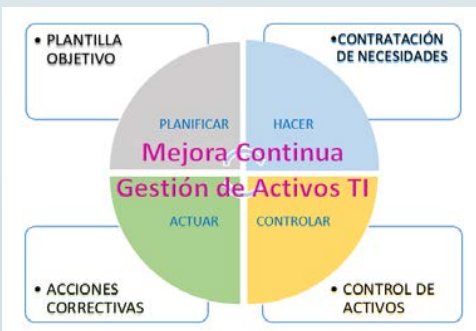 • PLANTILLA
OBJETIVO
•CONTRATACIÓN
DE NECESIDADES
PLANIFICAR
HACER
Mejora Continua
Gestión de Activos TI
ACTUAR
CONTROLAR
• ACCIONES
CORRECTIVAS
• CONTROL DE
ACTIVOS